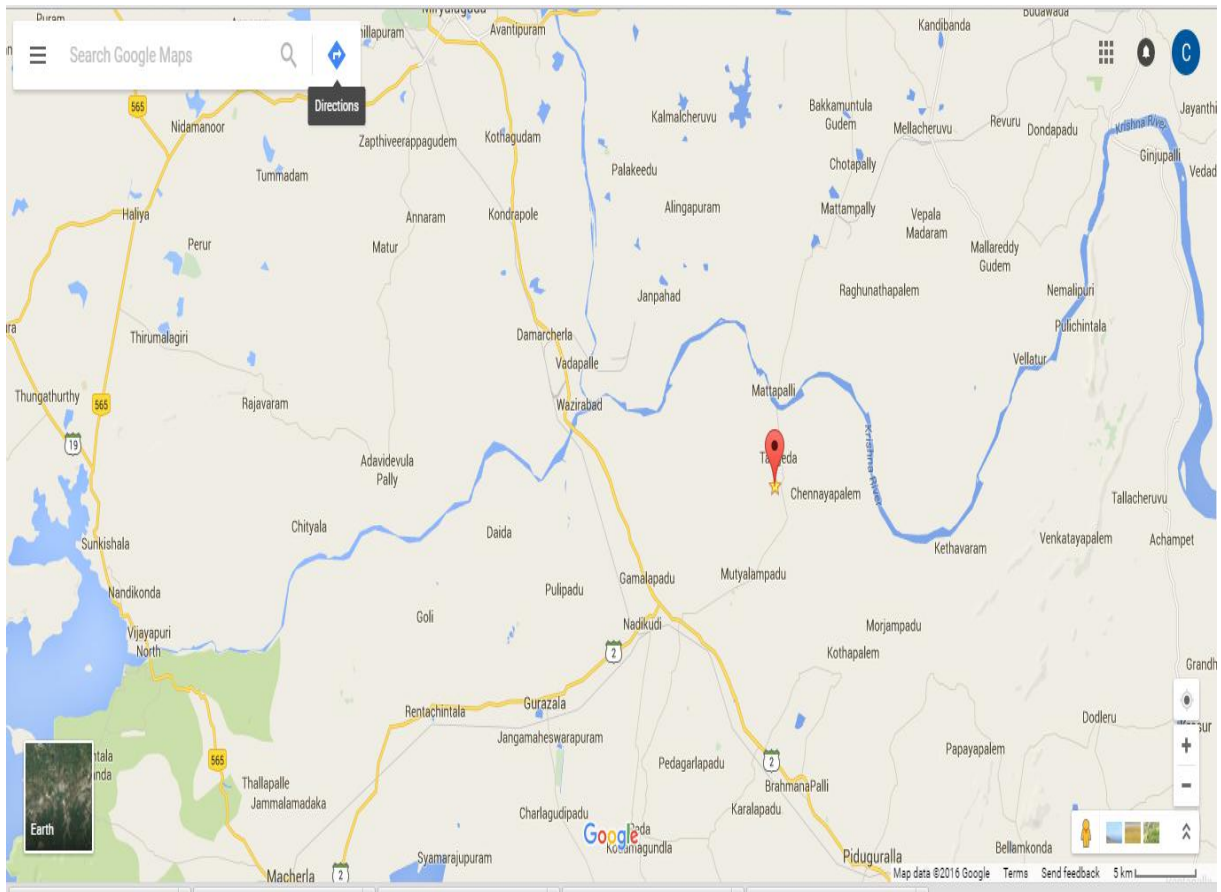 Search Google Maps
Directions
C
Avantipuram
Kandibanda
565
Nidamanoor
Zapthiveerappagudem
Kothagudam
Kalmalcheruvu
Bakkamuntula
Gudem
Mellacheruvu
Revuru
Dondapadu
Krishna River
Ginjupalli
Tummadam
Palakeedu
Chotapally
Haliya
Annaram
Kondrapole
Alingapuram
Mattampally
Vepala
Madaram
Perur
Matur
Mallareddy
Gudem
Janpahad
Raghunathapalem
Nemalipuri
Thirumalagiri
Damarcherla
Pulichintala
Vadapalle
Vellatur
Thungathurthy
565
Rajavaram
Wazirabad
Mattapalli
19
Adavidevula
Pally
Krishna River
Chennayapalem
Tallacheruvu
Chityala
Daida
Sunkishala
Kethavaram
Venkatayapalem
Achampet
Nandikonda
Pulipadu
Gamalapadu
Mutyalampadu
Goli
Vijayapuri
North
Nadikudi
2
Morjampadu
Kothapalem
Rentachintala
Gurazala
Dodleru
Jangamaheswarapuram
565
Pedagarlapadu
2
Papayapalem
Thallapalle
Jammalamadaka
BrahmanaPalli
Charlagudipadu
Karalapadu
Earth
Google
Syamarajupuram
Bellamkonda
Macherla
2
Piduguralla
Map data ©2016 Google Terms Send feedback 5 km